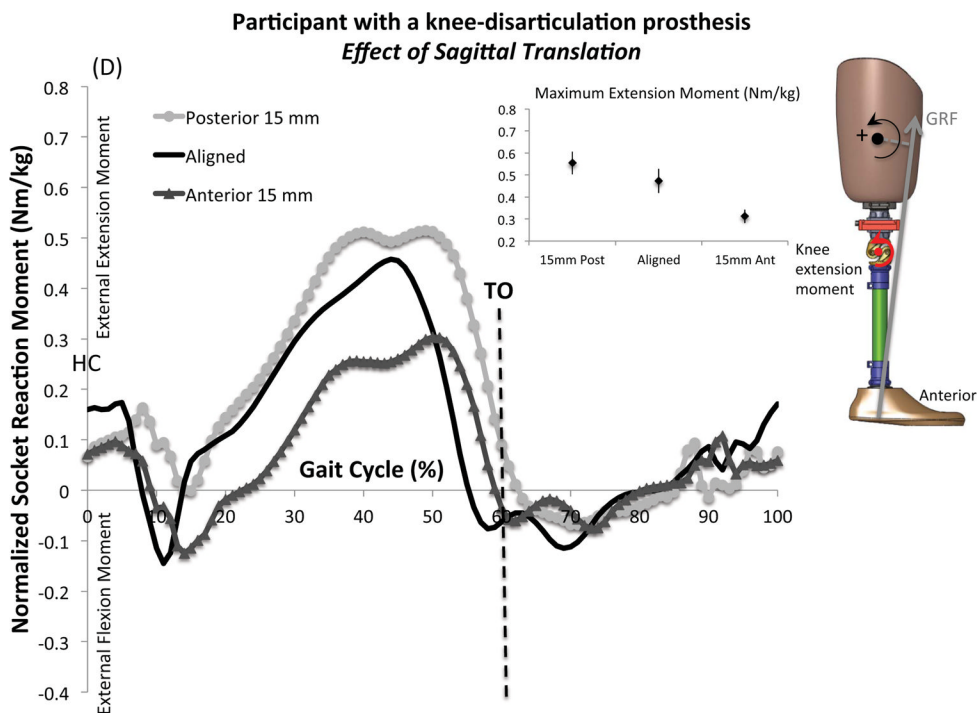 Participant with a knee-disarticulation prosthesis
Effect of Sagittal Translation
(D)
Normalized Socket Reaction Moment (Nm/kg)
External Extension Moment
External Flexion Moment
0.8
0.7
0.6
0.5
0.4
0.3
0.2
0.1
0
-0.1
-0.2
-0.3
-0.4
Posterior 15 mm
Aligned
Anterior 15 mm
HC
Gait Cycle (%)
TO
0 10 20 30 40 50 60 70 80 90 100
Maximum Extension Moment (Nm/kg)
0.8
0.7
0.6
0.5
0.4
0.3
0.2
15mm Post Aligned 15mm Ant
GRF
+
Knee
extension
moment
Anterior